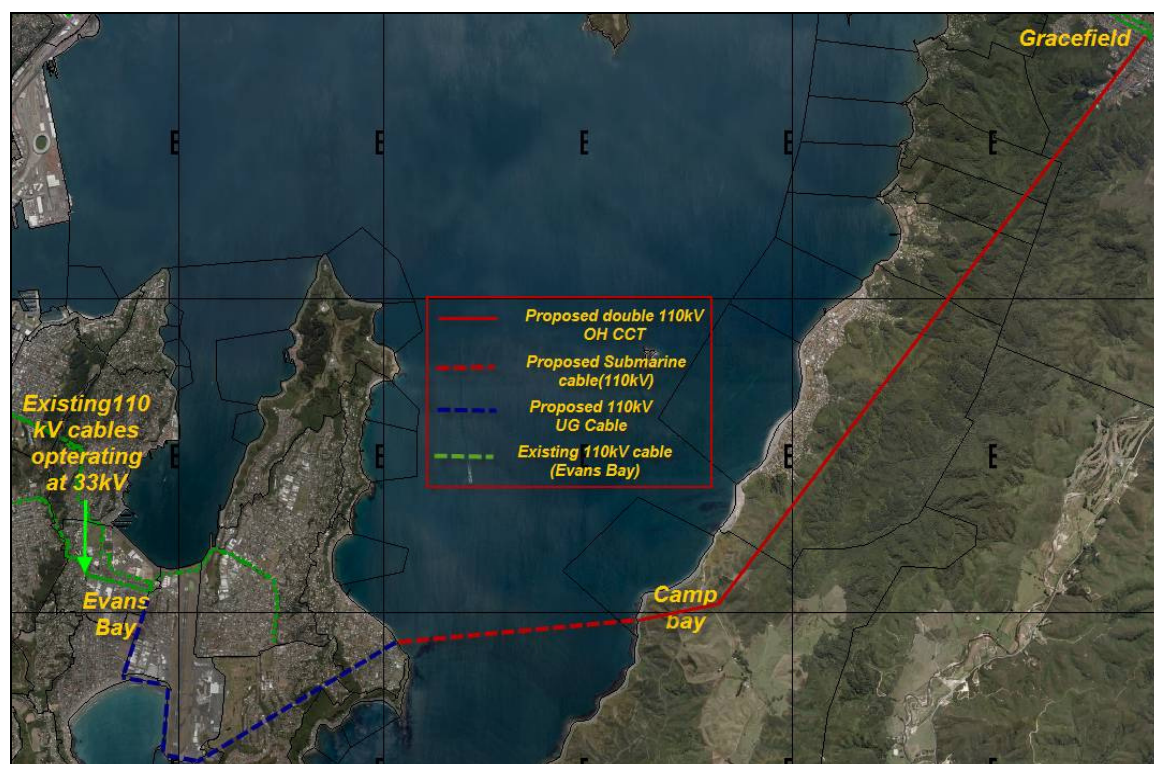 Gracefield
E
E
E
E
Proposed double 110kV
OH CCT
Proposed Submarine
cable(110kV)
Proposed 110kV
UG Cable
Existing 110kV cable
(Evans Bay)
Existing110
kV cables
opterating
at 33kV
E
E
E
E
Evans
Bay
Camp
bay
E
E
E
E